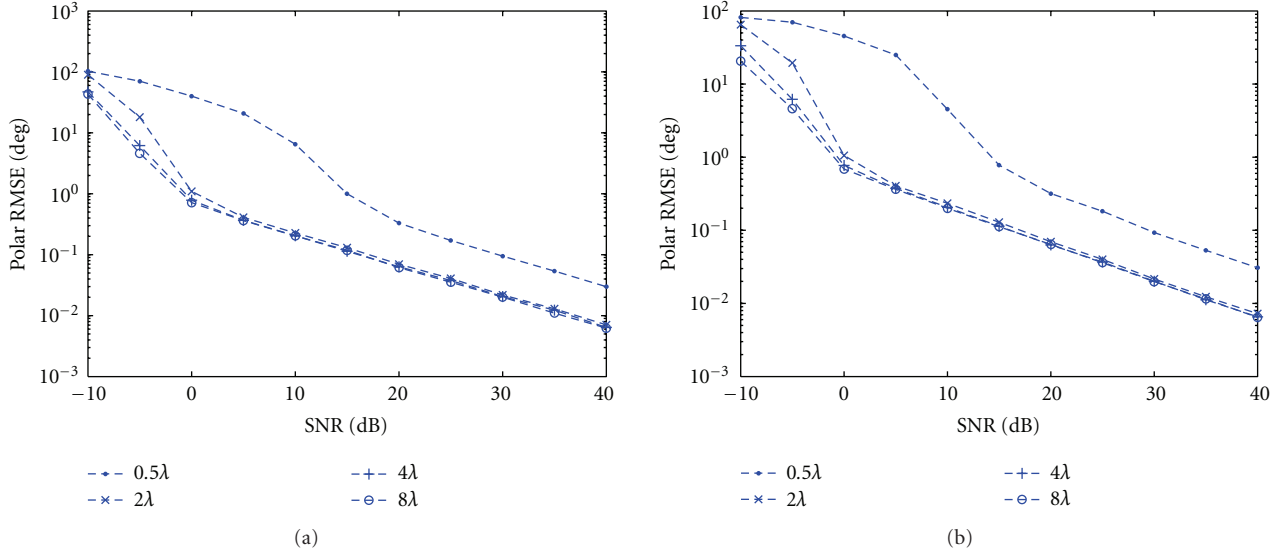 10³
10²
10¹
10⁰
10⁻¹
10⁻²
10⁻³
Polar RMSE (deg)
−10 0 10 20 30 40
SNR (dB)
0.5λ
2λ
4λ
8λ
(a)
10²
10¹
10⁰
10⁻¹
10⁻²
10⁻³
Polar RMSE (deg)
−10 0 10 20 30 40
SNR (dB)
0.5λ
2λ
4λ
8λ
(b)